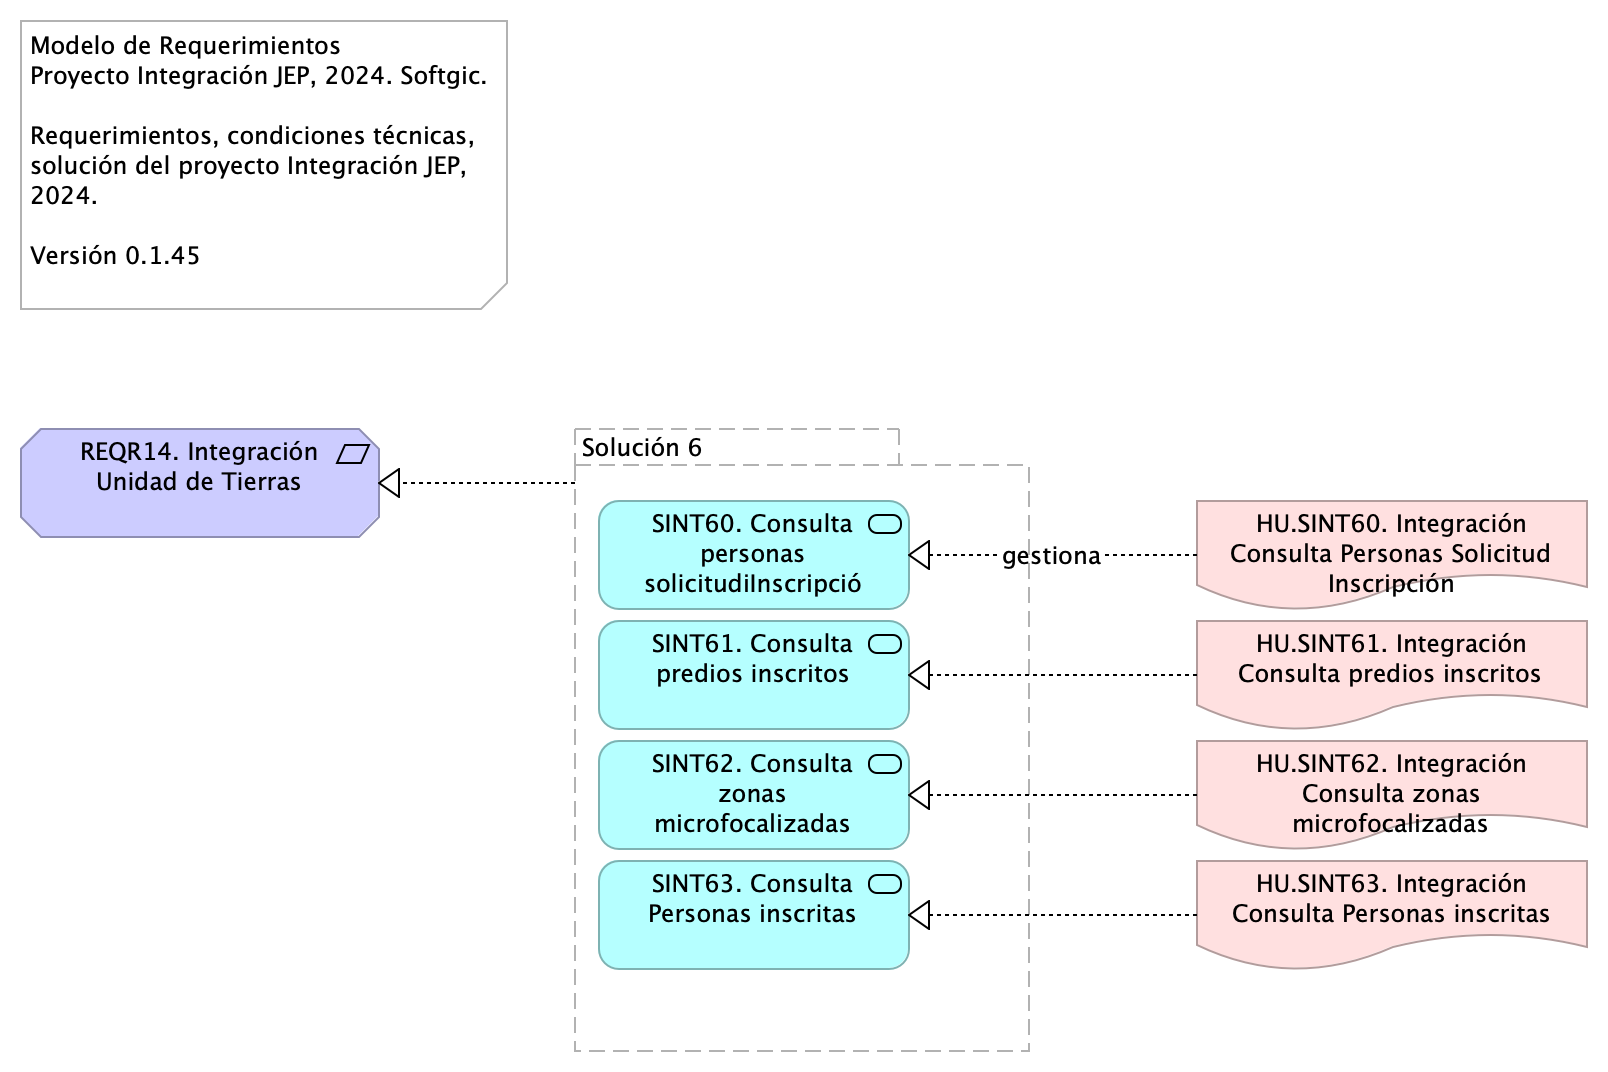 Modelo de Requerimientos
Proyecto Integración JEP, 2024. Softgic.
Requerimientos, condiciones técnicas,
solución del proyecto Integración JEP,
2024.
Versión 0.1.45
REQR14. Integración
Unidad de Tierras
Solución 6
SINT60. Consulta
personas
solicitudiInscripció
gestiona
HU.SINT60. Integración
Consulta Personas Solicitud
Inscripción
SINT61. Consulta
predios inscritos
HU.SINT61. Integración
Consulta predios inscritos
SINT62. Consulta
zonas
microfocalizadas
HU.SINT62. Integración
Consulta zonas
microfocalizadas
SINT63. Consulta
Personas inscritas
HU.SINT63. Integración
Consulta Personas inscritas